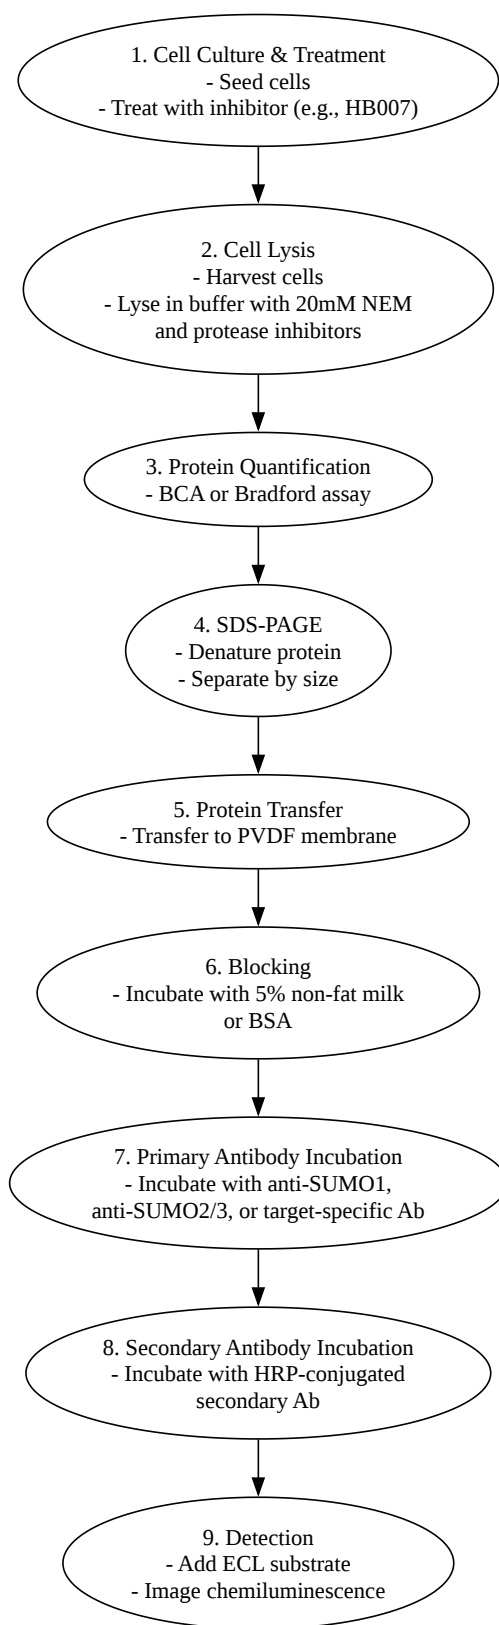 1. Cell Culture & Treatment
- Seed cells
- Treat with inhibitor (e.g., HB007)
2. Cell Lysis
- Harvest cells
- Lyse in buffer with 20mM NEM
and protease inhibitors
3. Protein Quantification
- BCA or Bradford assay
4. SDS-PAGE
- Denature protein
- Separate by size
5. Protein Transfer
- Transfer to PVDF membrane
6. Blocking
- Incubate with 5% non-fat milk
or BSA
7. Primary Antibody Incubation
- Incubate with anti-SUMO1,
anti-SUMO2/3, or target-specific Ab
8. Secondary Antibody Incubation
- Incubate with HRP-conjugated
secondary Ab
9. Detection
- Add ECL substrate
- Image chemiluminescence